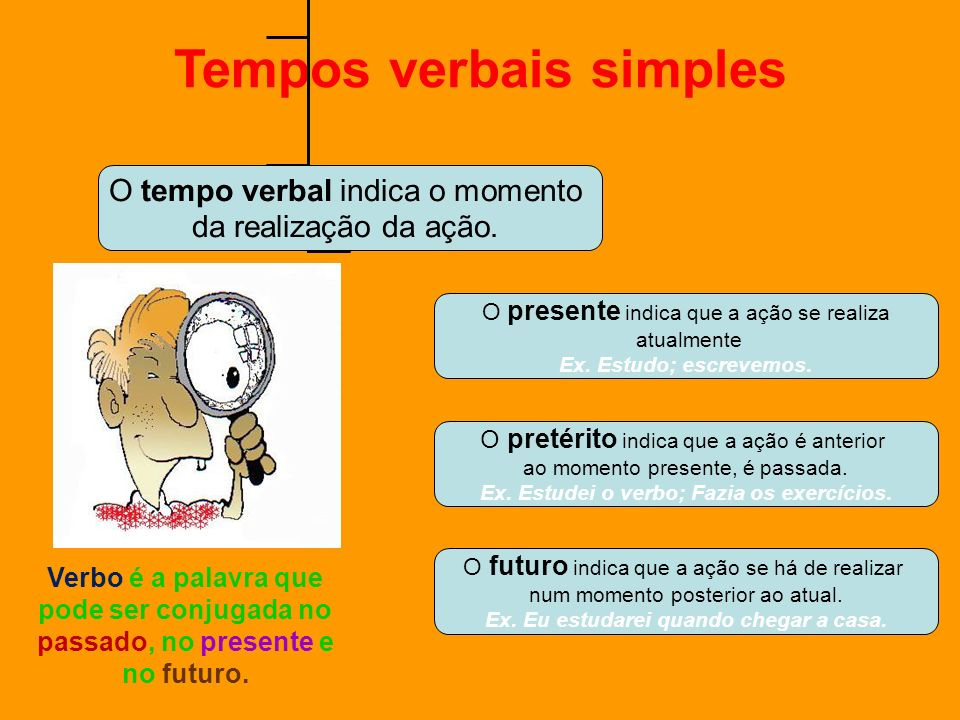 Tempos verbais simples
O tempo verbal indica o momento
da realização da ação.
O presente indica que a ação se realiza
atualmente
Ex. Estudo; escrevemos.
O pretérito indica que a ação é anterior
ao momento presente, é passada.
Ex. Estudei o verbo; Fazia os exercícios.
O futuro indica que a ação se há de realizar
num momento posterior ao atual.
Ex. Eu estudarei quando chegar a casa.
Verbo é a palavra que
pode ser conjugada no
passado, no presente e
no futuro.